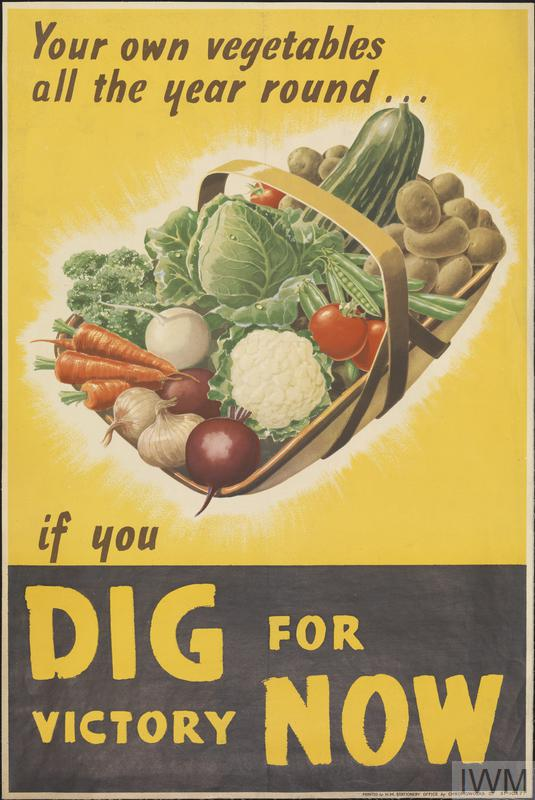 Your own vegetables
all the year round...
if you
DIG FOR
VICTORY NOW
IWM